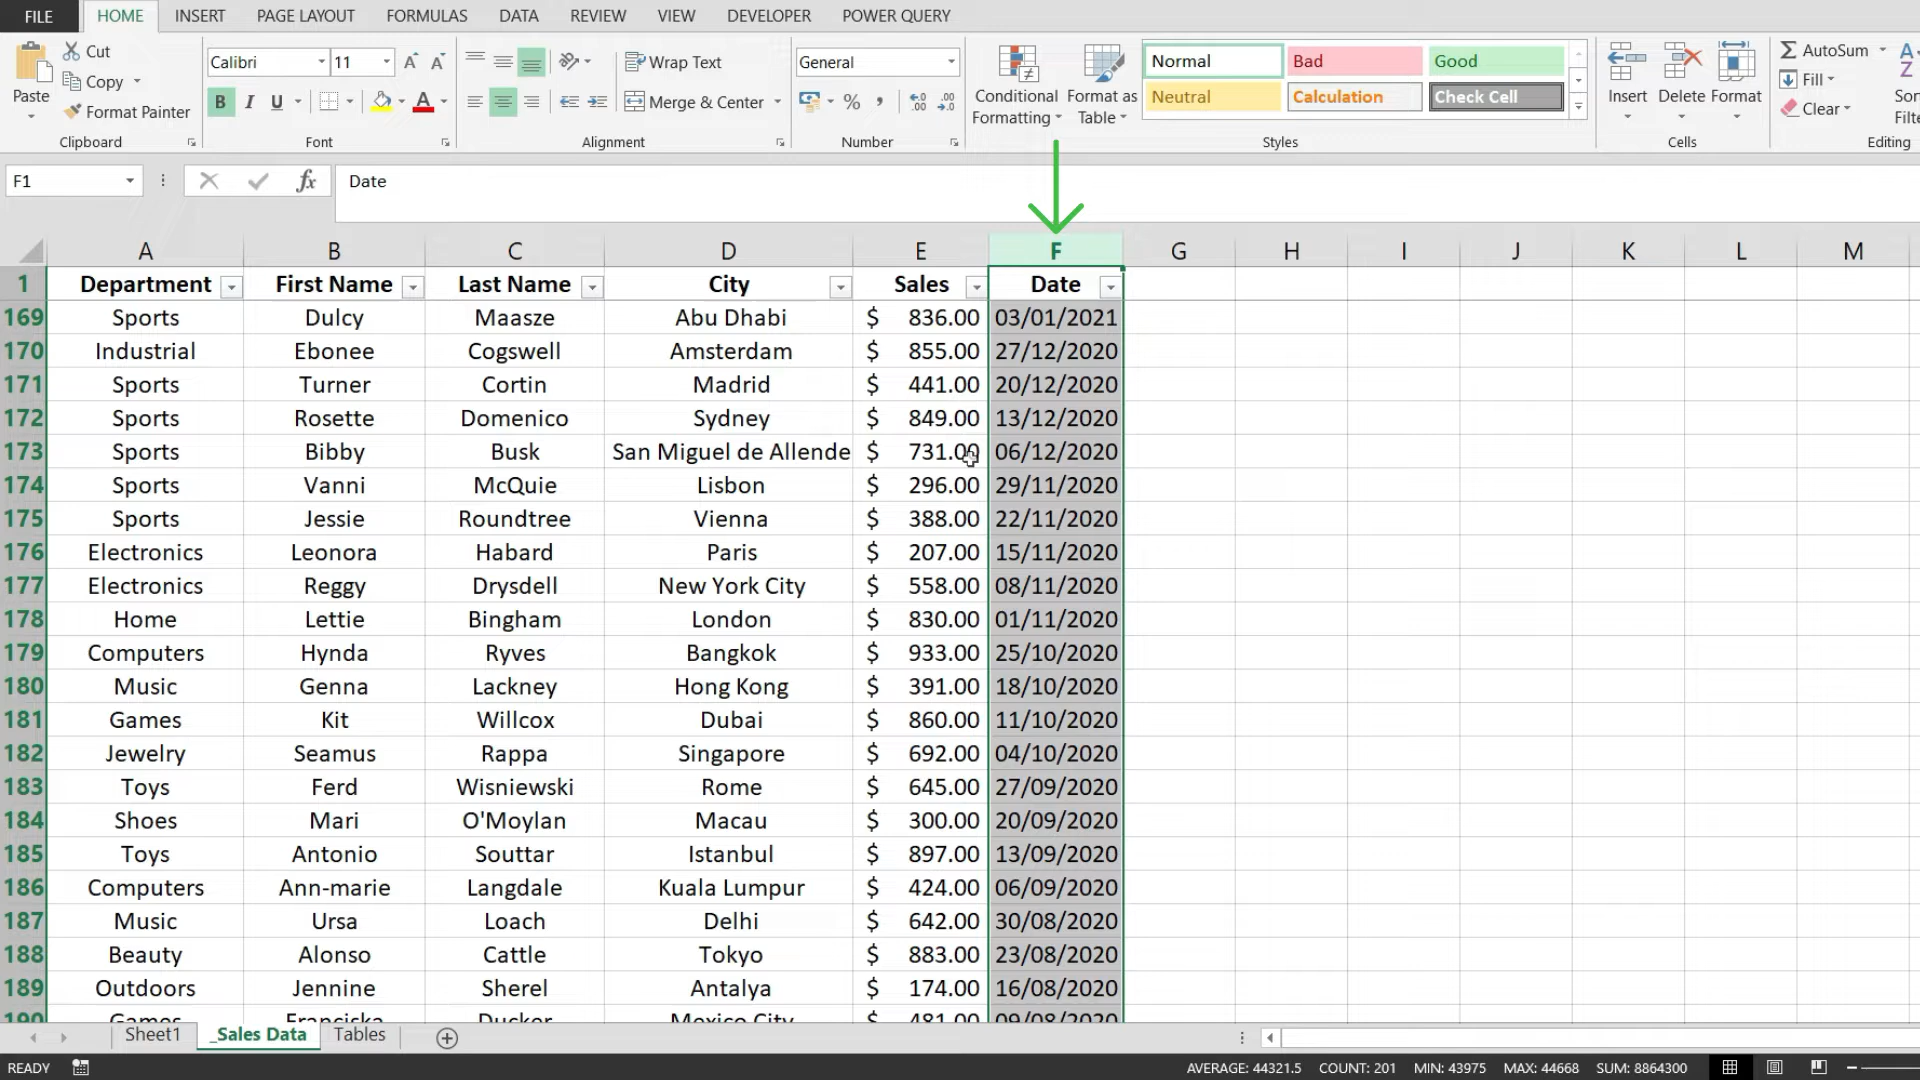 FILE HOME INSERT PAGE LAYOUT FORMULAS DATA REVIEW VIEW DEVELOPER POWER QUERY
Paste
Cut
Copy
Format Painter
Clipboard
Calibri 11
B I U A
Font
Wrap Text
Merge & Center
Alignment
General
% ,
Number
Conditional Formatting
Format as Table
Normal Bad Good
Neutral Calculation Check Cell
Styles
Insert Delete Format
Cells
AutoSum
Fill
Clear
Editing
F1 fx Date
A B C D E F G H I J K L M
1 Department First Name Last Name City Sales Date
169 Sports Dulcy Maasze Abu Dhabi $ 836.00 03/01/2021
170 Industrial Ebonee Cogswell Amsterdam $ 855.00 27/12/2020
171 Sports Turner Cortin Madrid $ 441.00 20/12/2020
172 Sports Rosette Domenico Sydney $ 849.00 13/12/2020
173 Sports Bibby Busk San Miguel de Allende $ 731.00 06/12/2020
174 Sports Vanni McQuie Lisbon $ 296.00 29/11/2020
175 Sports Jessie Roundtree Vienna $ 388.00 22/11/2020
176 Electronics Leonora Habard Paris $ 207.00 15/11/2020
177 Electronics Reggy Drysdell New York City $ 558.00 08/11/2020
178 Home Lettie Bingham London $ 830.00 01/11/2020
179 Computers Hynda Ryves Bangkok $ 933.00 25/10/2020
180 Music Genna Lackney Hong Kong $ 391.00 18/10/2020
181 Games Kit Willcox Dubai $ 860.00 11/10/2020
182 Jewelry Seamus Rappa Singapore $ 692.00 04/10/2020
183 Toys Ferd Wisniewski Rome $ 645.00 27/09/2020
184 Shoes Mari O'Moylan Macau $ 300.00 20/09/2020
185 Toys Antonio Souttar Istanbul $ 897.00 13/09/2020
186 Computers Ann-marie Langdale Kuala Lumpur $ 424.00 06/09/2020
187 Music Ursa Loach Delhi $ 642.00 30/08/2020
188 Beauty Alonso Cattle Tokyo $ 883.00 23/08/2020
189 Outdoors Jennine Sherel Antalya $ 174.00 16/08/2020
190 Games Franciska Ducker Mexico City $ 481.00 09/08/2020
Sheet1 _Sales Data Tables
READY AVERAGE: 44321.5 COUNT: 201 MIN: 43975 MAX: 44668 SUM: 8864300